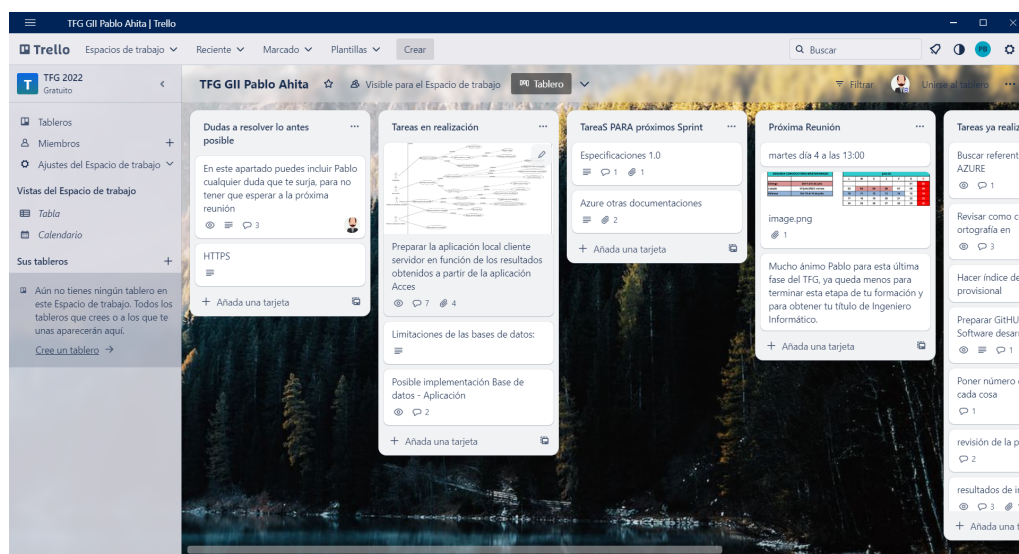 TFG GII Pablo Ahita | Trello
Trello
Espacios de trabajo
Reciente
Marcado
Plantillas
Crear
Buscar
PB
T
TFG 2022
Gratuito
TFG GII Pablo Ahita
Visible para el Espacio de trabajo
Tablero
Filtrar
Unirse al tablero
Tableros
Miembros
Ajustes del Espacio de trabajo
Vistas del Espacio de trabajo
Tabla
Calendario
Sus tableros
Aún no tienes ningún tablero en
este Espacio de trabajo. Todos los
tableros que crees o a los que te
unas aparecerán aquí.
Cree un tablero
Dudas a resolver lo antes
posible
En este apartado puedes incluir Pablo
cualquier duda que te surja, para no
tener que esperar a la próxima
reunión
3
HTTPS
+ Añada una tarjeta
Tareas en realización
Preparar la aplicación local cliente
servidor en función de los resultados
obtenidos a partir de la aplicación
Acces
7 4
Limitaciones de las bases de datos:
Posible implementación Base de
datos - Aplicación
2
+ Añada una tarjeta
TareaS PARA próximos Sprint
Especificaciones 1.0
1 1
Azure otras documentaciones
2
+ Añada una tarjeta
Próxima Reunión
martes día 4 a las 13:00
image.png
1
Mucho ánimo Pablo para esta última
fase del TFG, ya queda menos para
terminar esta etapa de tu formación y
para obtener tu título de Ingeniero
Informático.
+ Añada una tarjeta
Tareas ya realiz
Buscar referent
AZURE
1
Revisar como c
ortografía en
3
Hacer índice de
provisional
Preparar GitHU
Software desar
1
Poner número
cada cosa
1
revisión de la p
2
resultados de i
3
+ Añada una t